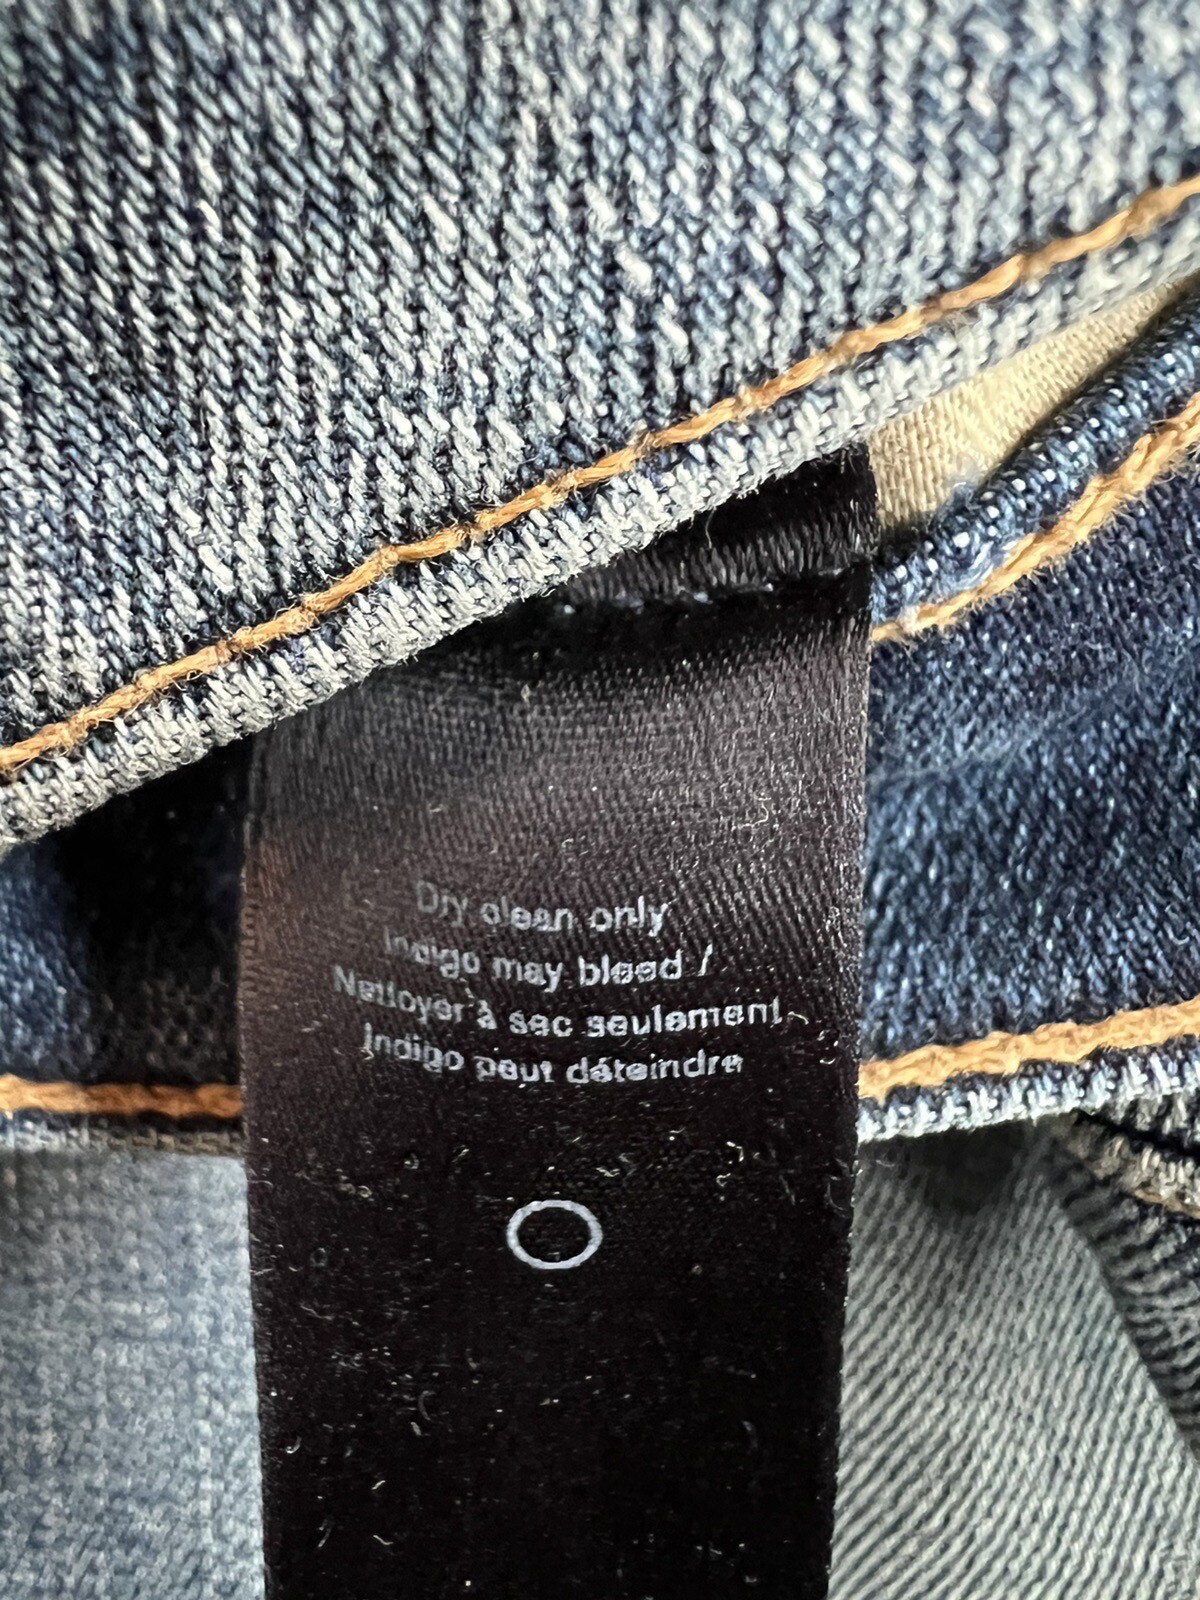 Dry clean only
Indigo may bleed /
Nettoyer à sec seulement
Indigo peut déteindre